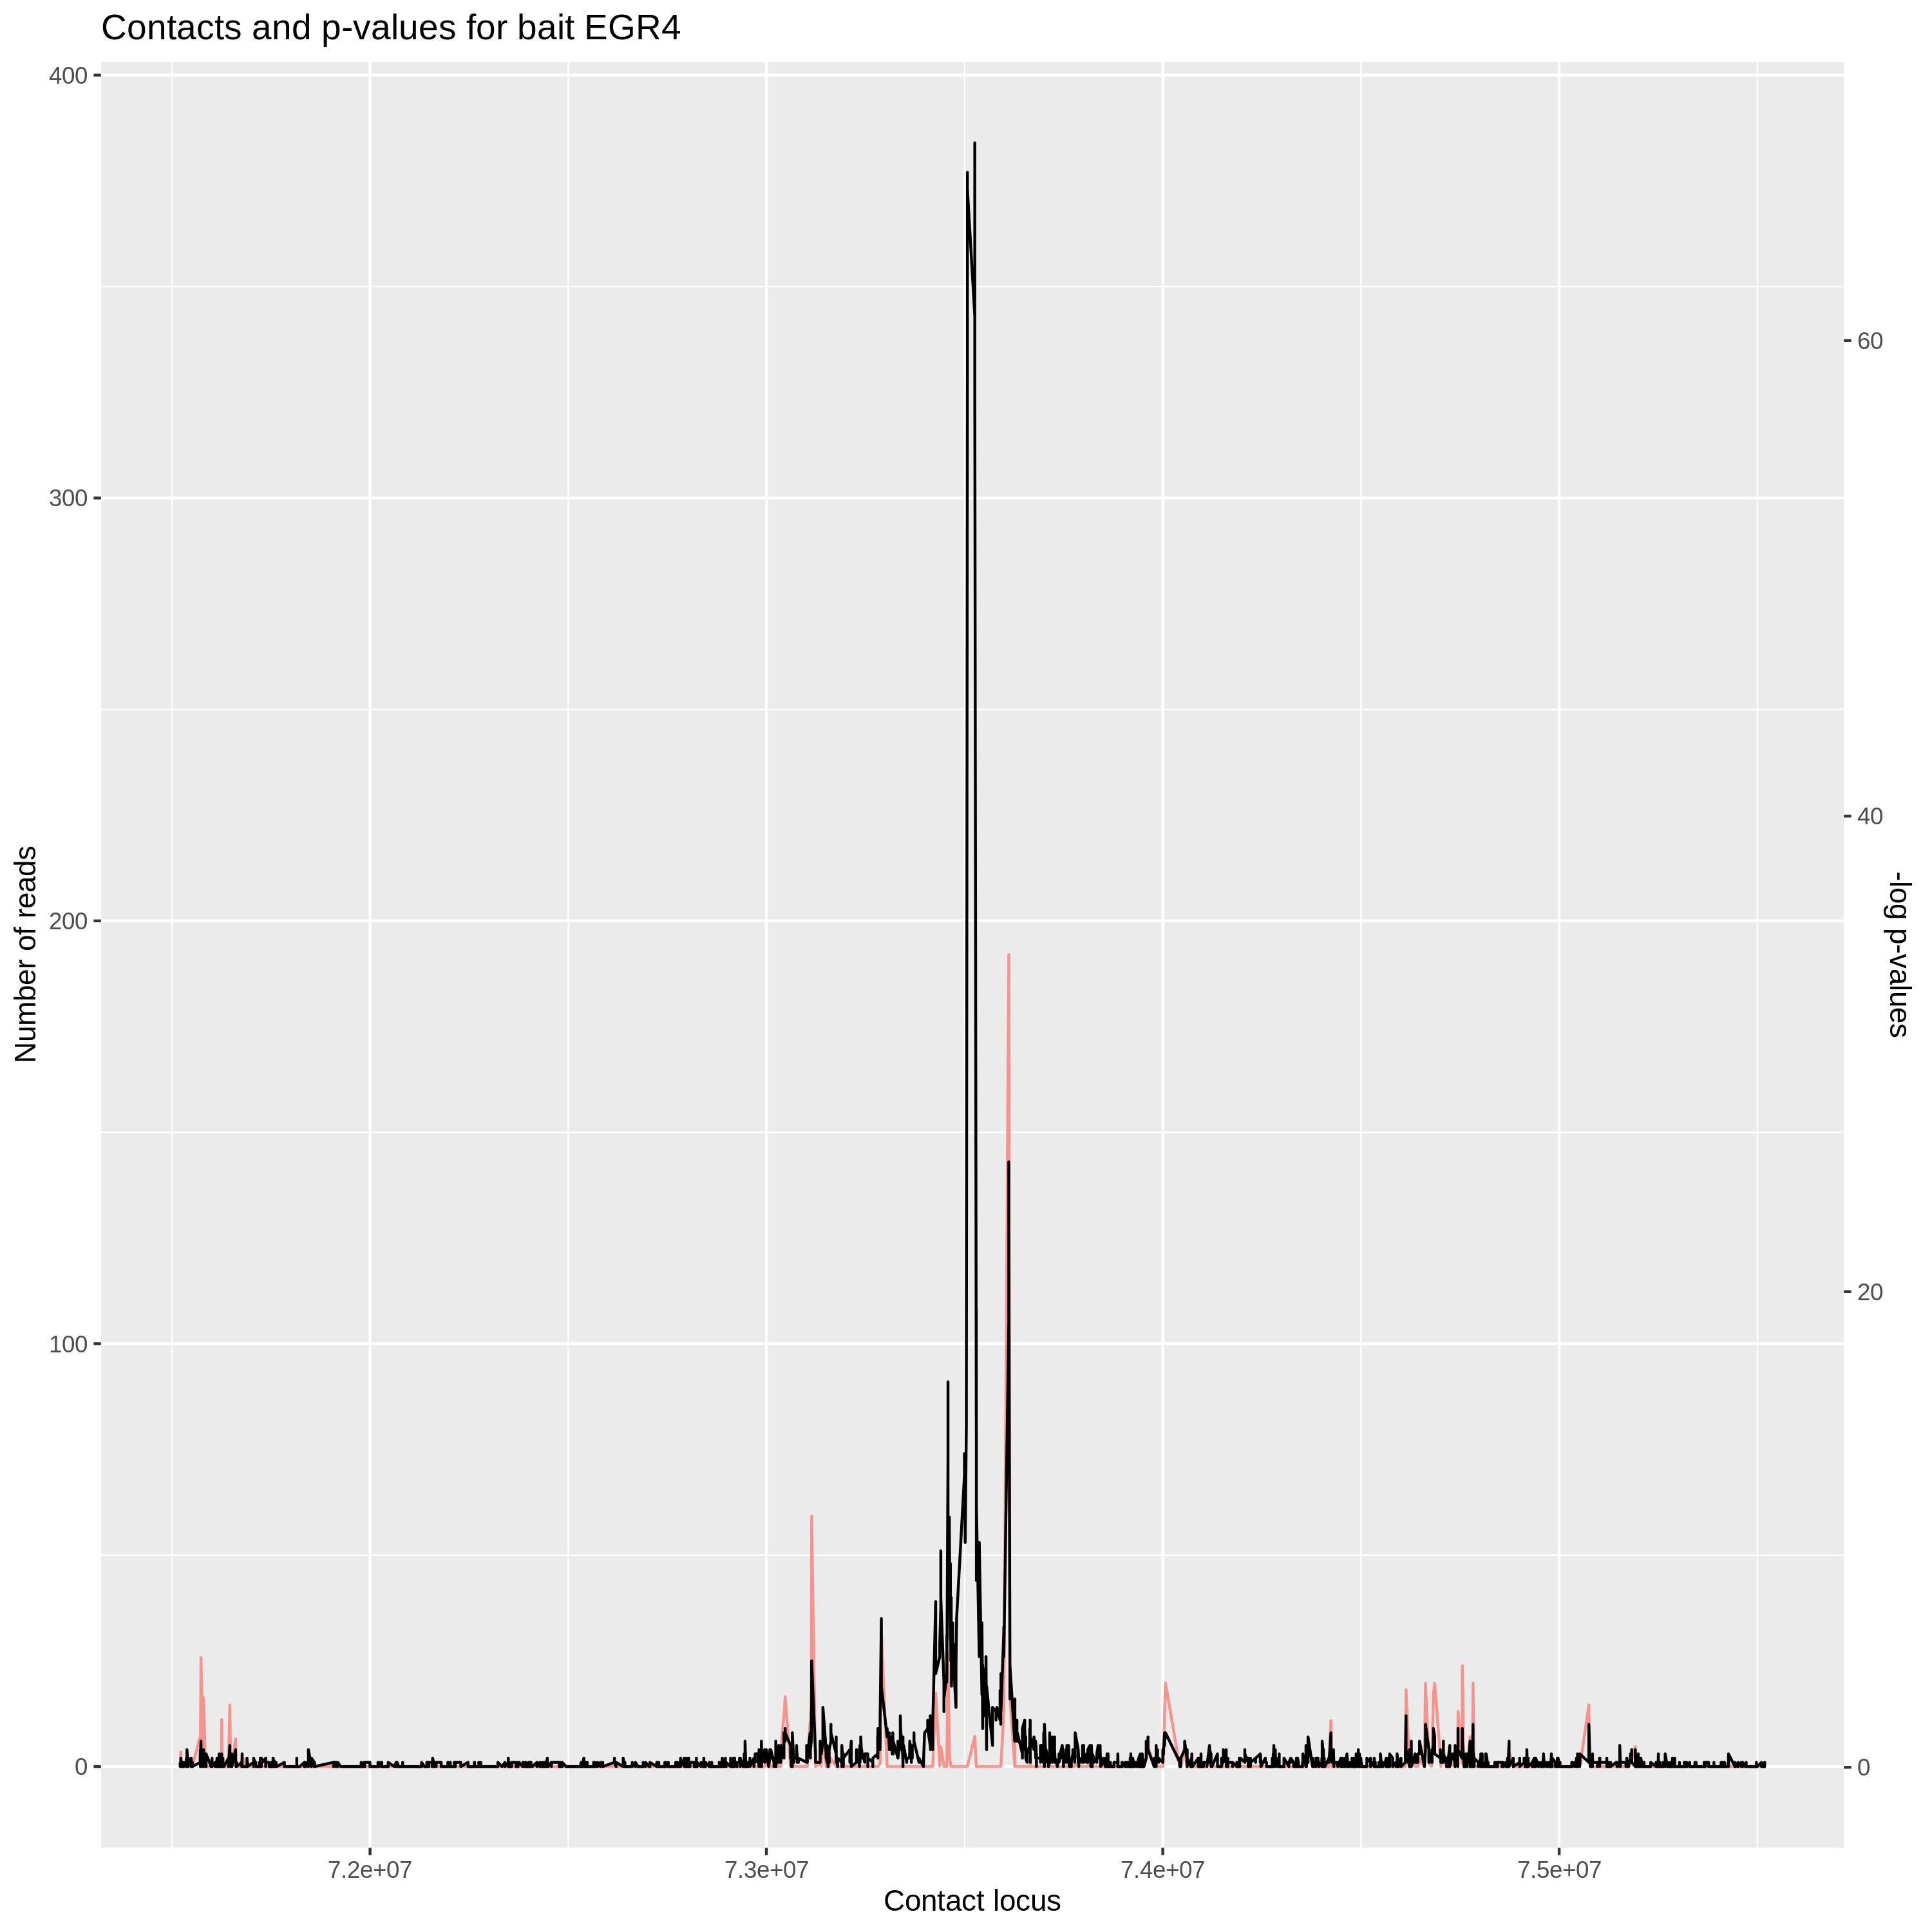 Contacts and p-values for bait EGR4
400
300
200
100
0
Number of reads
60
40
20
0
-log p-values
7.2e+07
7.3e+07
7.4e+07
7.5e+07
Contact locus